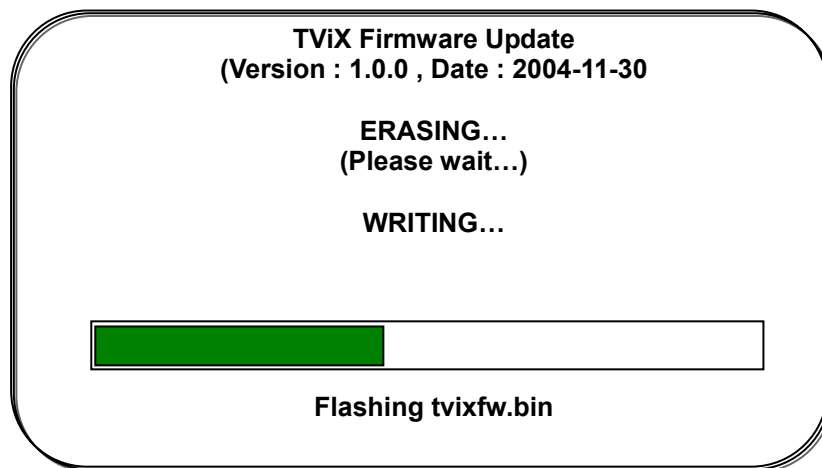 TViX Firmware Update
(Version : 1.0.0 , Date : 2004-11-30
ERASING…
(Please wait…)
WRITING…
Flashing tvixfw.bin